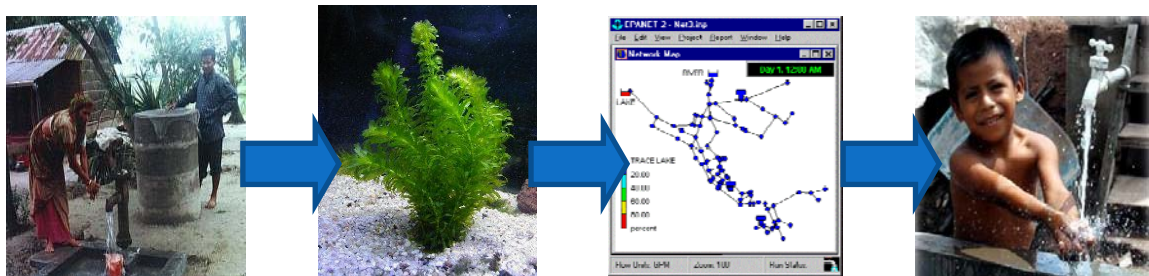 EPANET 2 - Net3.inp
File Edit View Project Report Window Help
Network Map
Day 1, 12:00 AM
RIVER
LAKE
TRACE LAKE
20.00
40.00
60.00
80.00
percent
Flow Units: GPM Zoom: 100 Run Status: